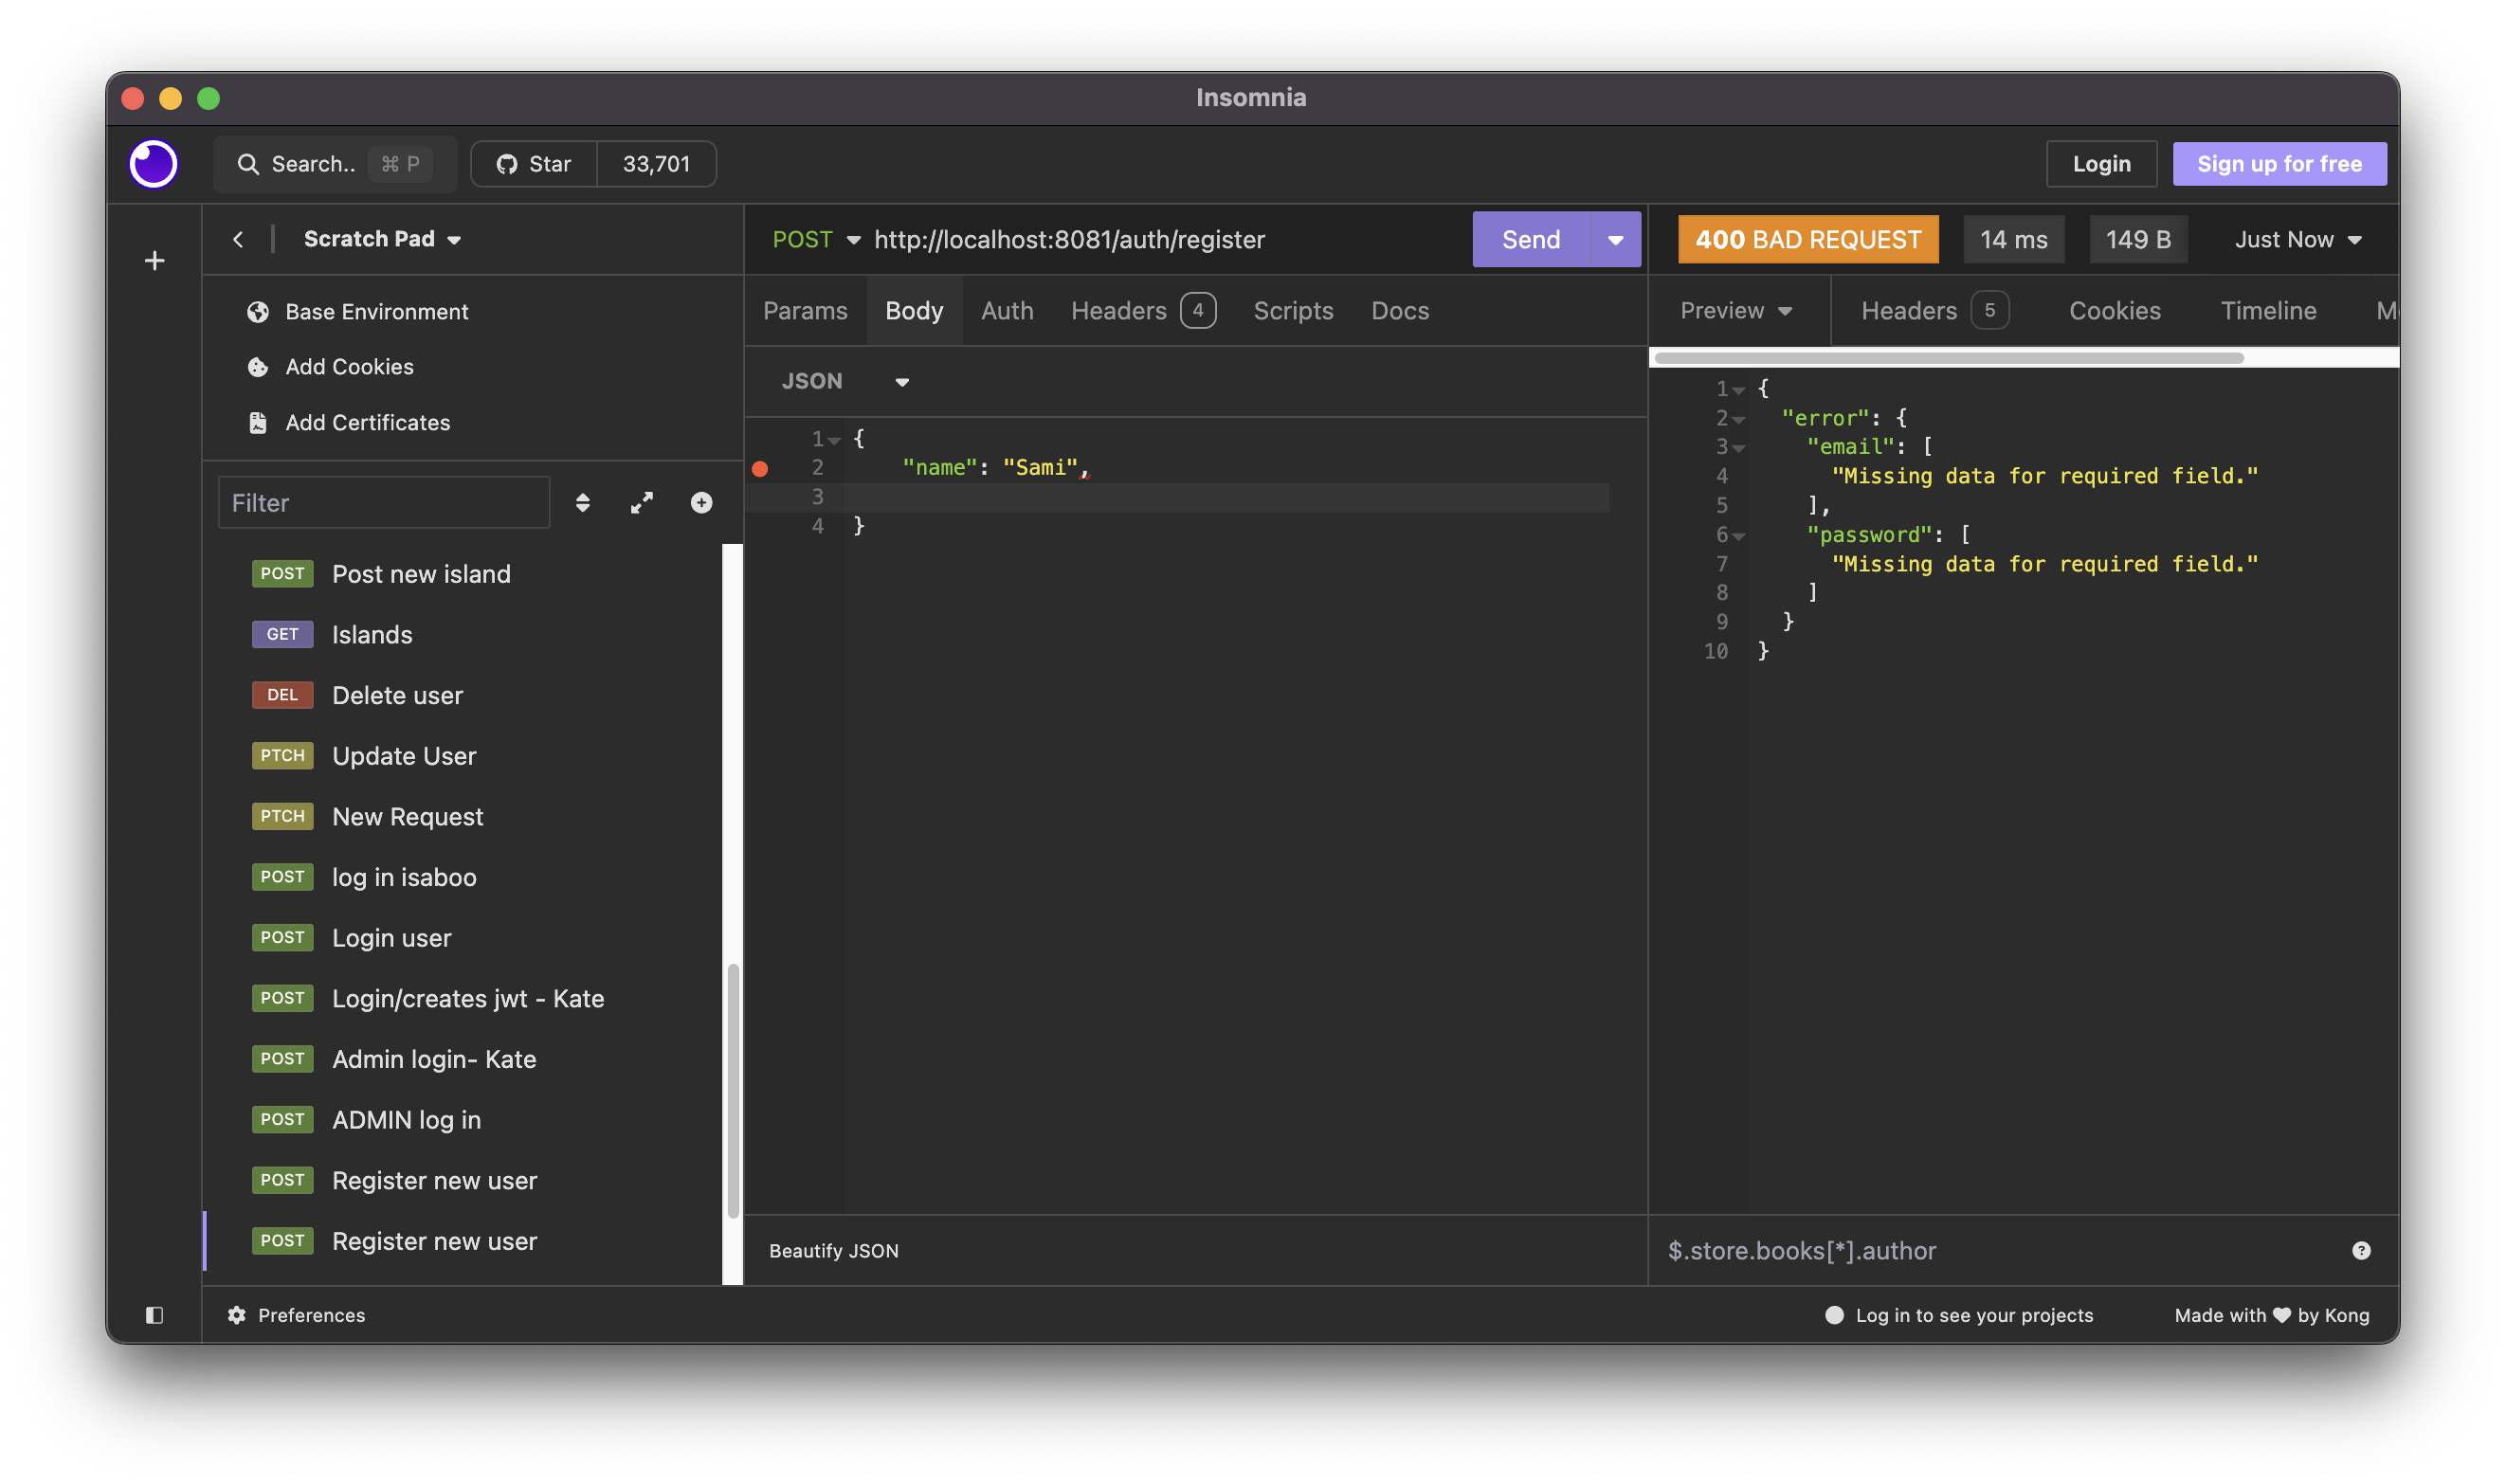 Insomnia
Search.. ⌘ P
Star 33,701
Login
Sign up for free
Scratch Pad
Base Environment
Add Cookies
Add Certificates
Filter
POST Post new island
GET Islands
DEL Delete user
PTCH Update User
PTCH New Request
POST log in isaboo
POST Login user
POST Login/creates jwt - Kate
POST Admin login- Kate
POST ADMIN log in
POST Register new user
POST Register new user
Preferences
POST http://localhost:8081/auth/register
Send
Params Body Auth Headers 4 Scripts Docs
JSON
1 {
2 "name": "Sami",
3
4 }
Beautify JSON
400 BAD REQUEST 14 ms 149 B Just Now
Preview Headers 5 Cookies Timeline
1 {
2 "error": {
3 "email": [
4 "Missing data for required field."
5 ],
6 "password": [
7 "Missing data for required field."
8 ]
9 }
10 }
$.store.books[*].author
Log in to see your projects
Made with ♥ by Kong